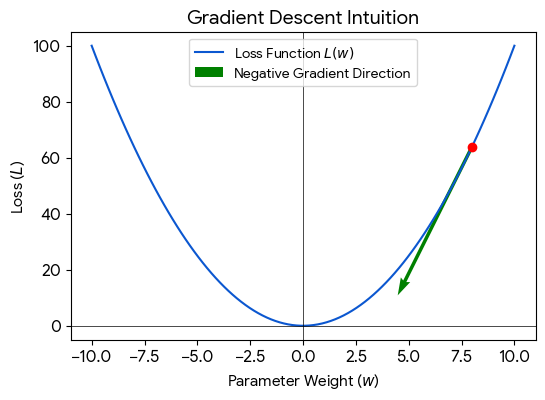 Gradient Descent Intuition
Loss Function L(w)
Negative Gradient Direction
100
80
60
40
20
0
Loss (L)
−10.0 −7.5 −5.0 −2.5 0.0 2.5 5.0 7.5 10.0
Parameter Weight (w)